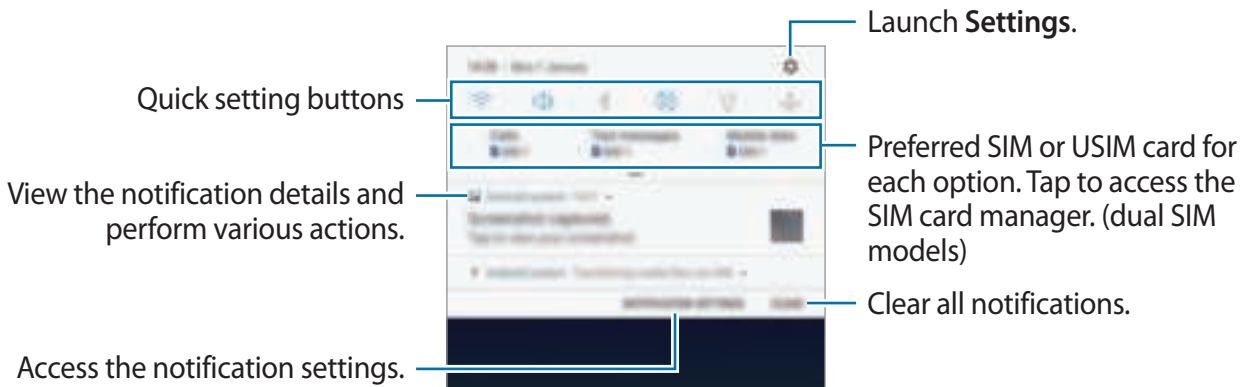 Launch Settings.
Quick setting buttons
Preferred SIM or USIM card for
each option. Tap to access the
SIM card manager. (dual SIM
models)
View the notification details and
perform various actions.
Clear all notifications.
Access the notification settings.